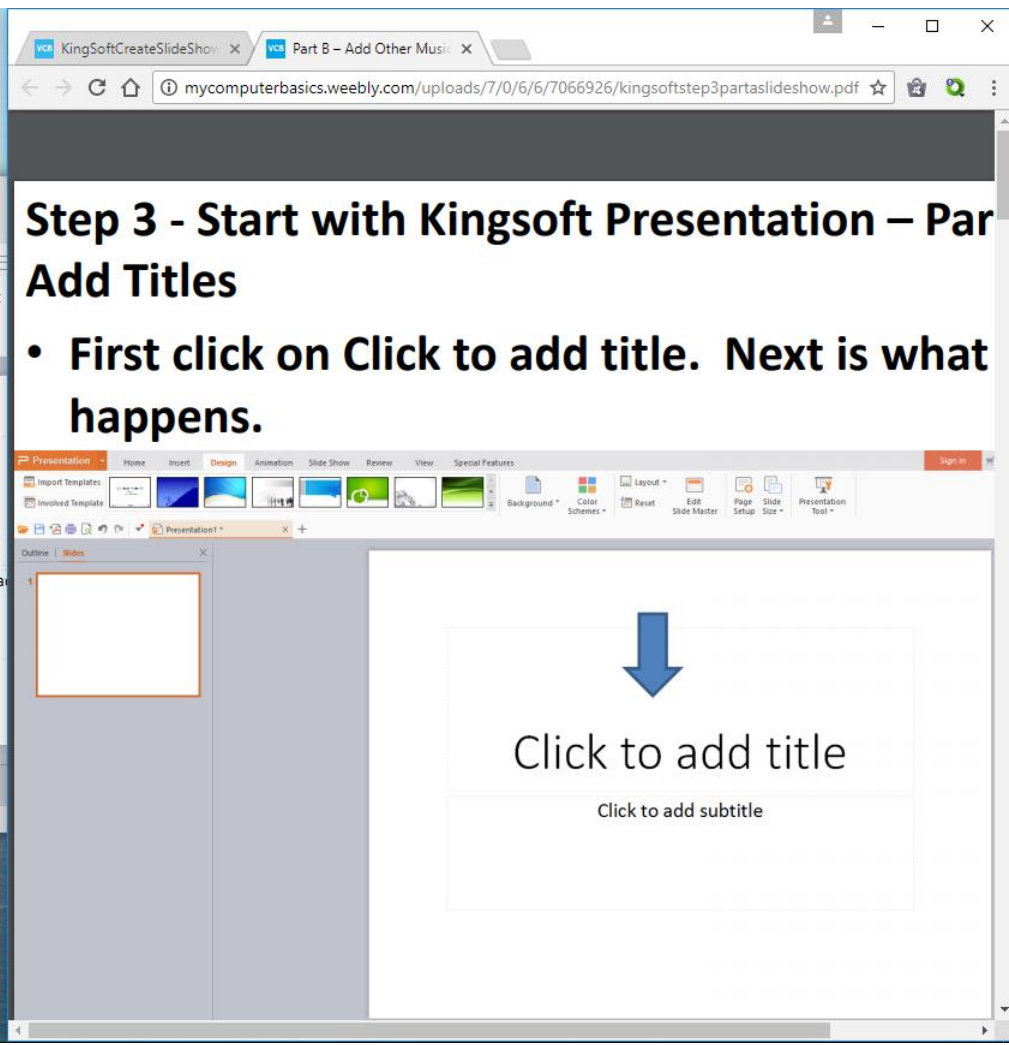 VCB KingSoftCreateSlideShow
VCB Part B – Add Other Music
mycomputerbasics.weebly.com/uploads/7/0/6/6/7066926/kingsoftstep3partaslideshow.pdf
Step 3 - Start with Kingsoft Presentation – Par
Add Titles
• First click on Click to add title. Next is what
happens.
Presentation Home Insert Design Animation Slide Show Review View Special Features Sign in
Import Templates Layout
Involved Template Background Color Schemes Reset Edit Slide Master Page Setup Slide Size Presentation Tool
Presentation1 *
Outline | Slides
1
Click to add title
Click to add subtitle